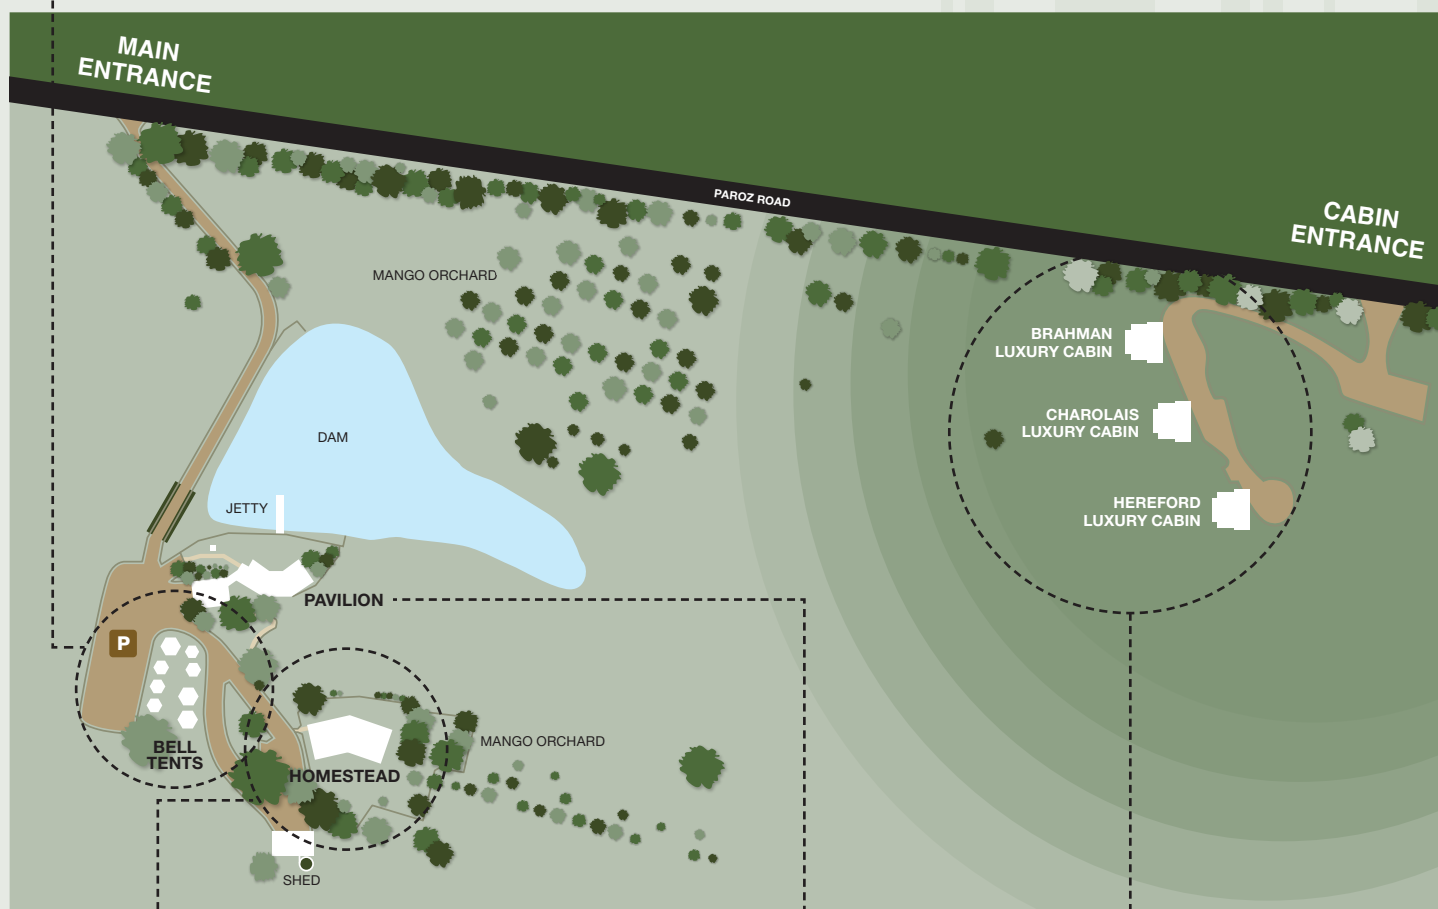 MAIN
ENTRANCE
PAROZ ROAD
CABIN
ENTRANCE
MANGO ORCHARD
BRAHMAN
LUXURY CABIN
CHAROLAIS
LUXURY CABIN
DAM
JETTY
HEREFORD
LUXURY CABIN
PAVILION
P
BELL
TENTS
MANGO ORCHARD
HOMESTEAD
SHED